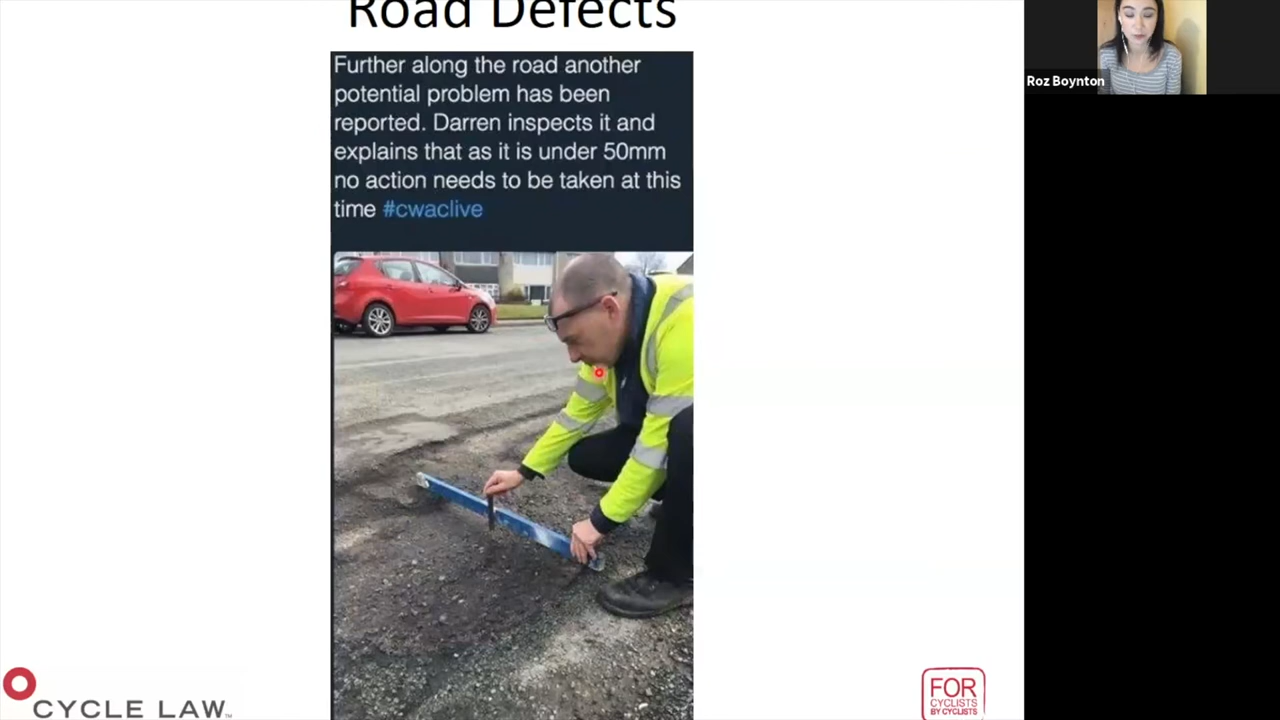 Road Defects
Further along the road another
potential problem has been
reported. Darren inspects it and
explains that as it is under 50mm
no action needs to be taken at this
time #cwaclive
Roz Boynton
CYCLE LAW™
FOR
CYCLISTS
BY CYCLISTS